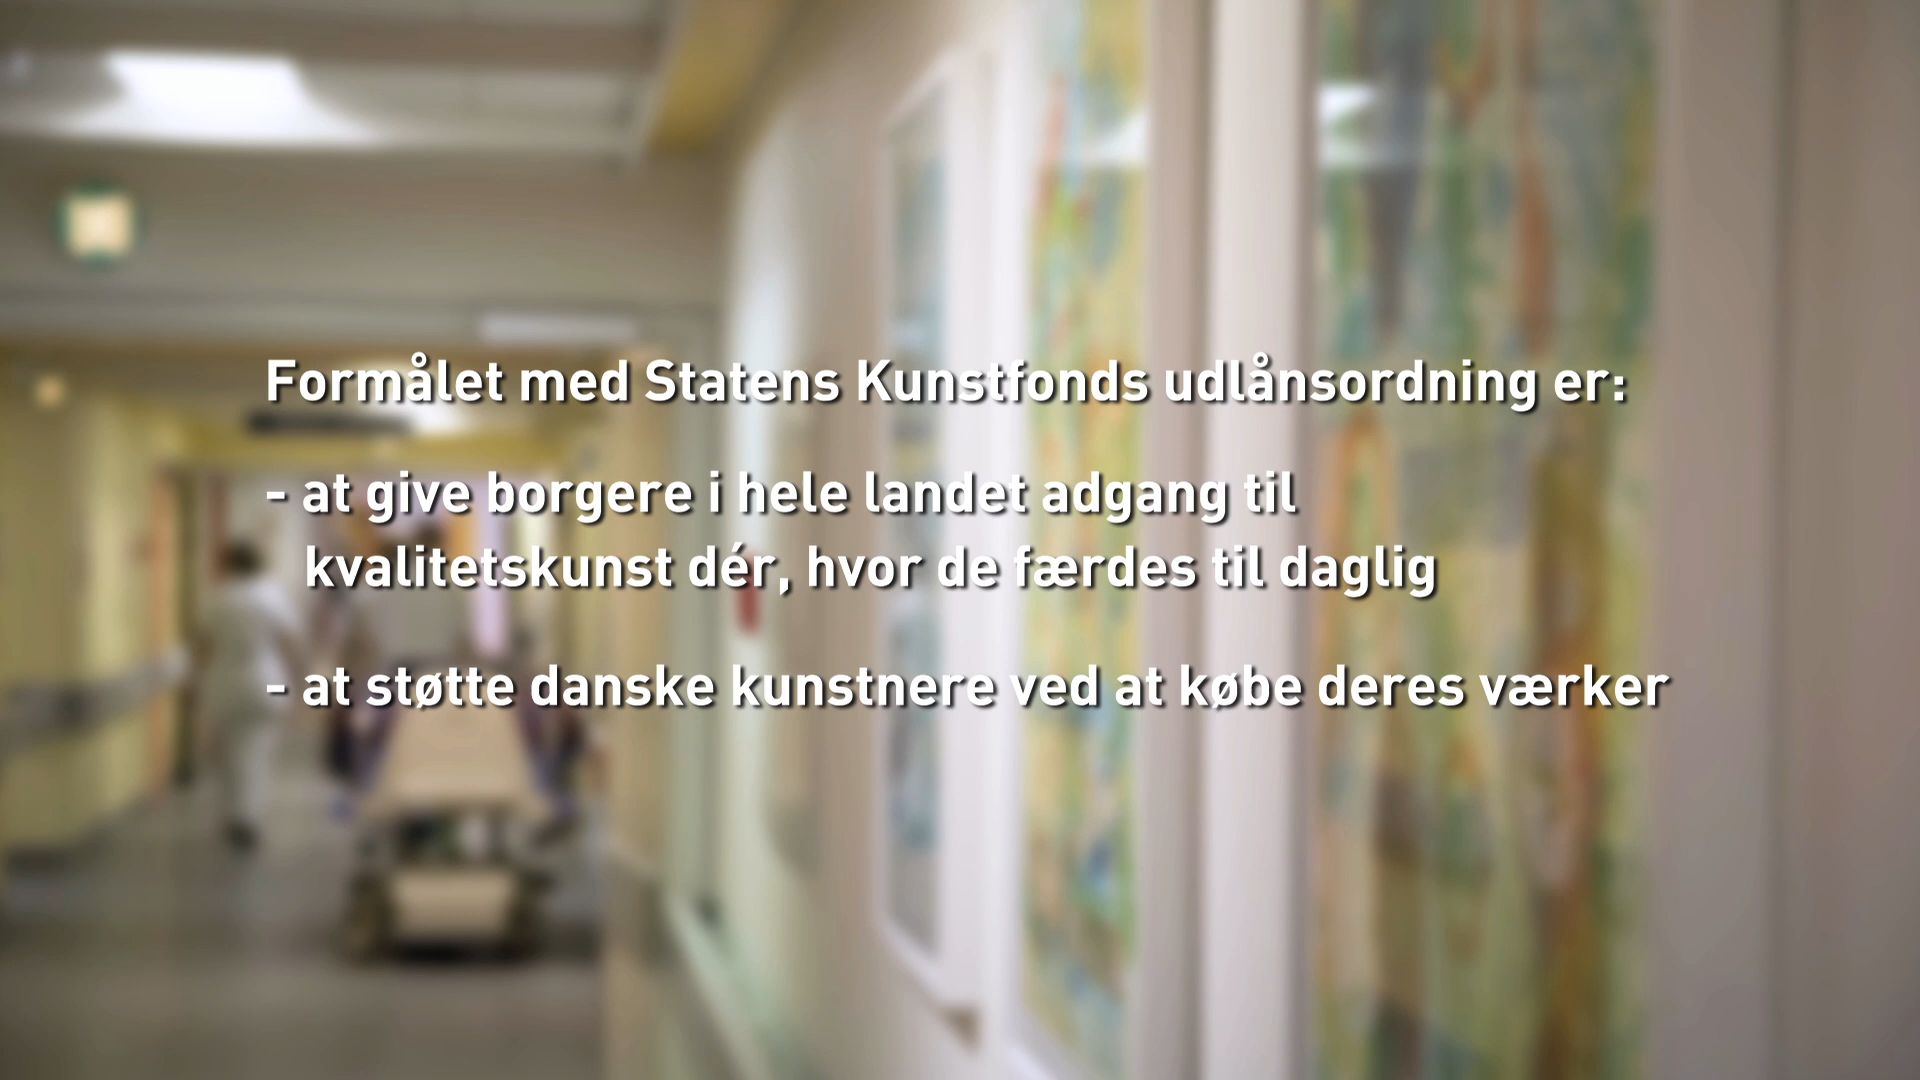 Formålet med Statens Kunstfonds udlånsordning er:
- at give borgere i hele landet adgang til
kvalitetskunst dér, hvor de færdes til daglig
- at støtte danske kunstnere ved at købe deres værker